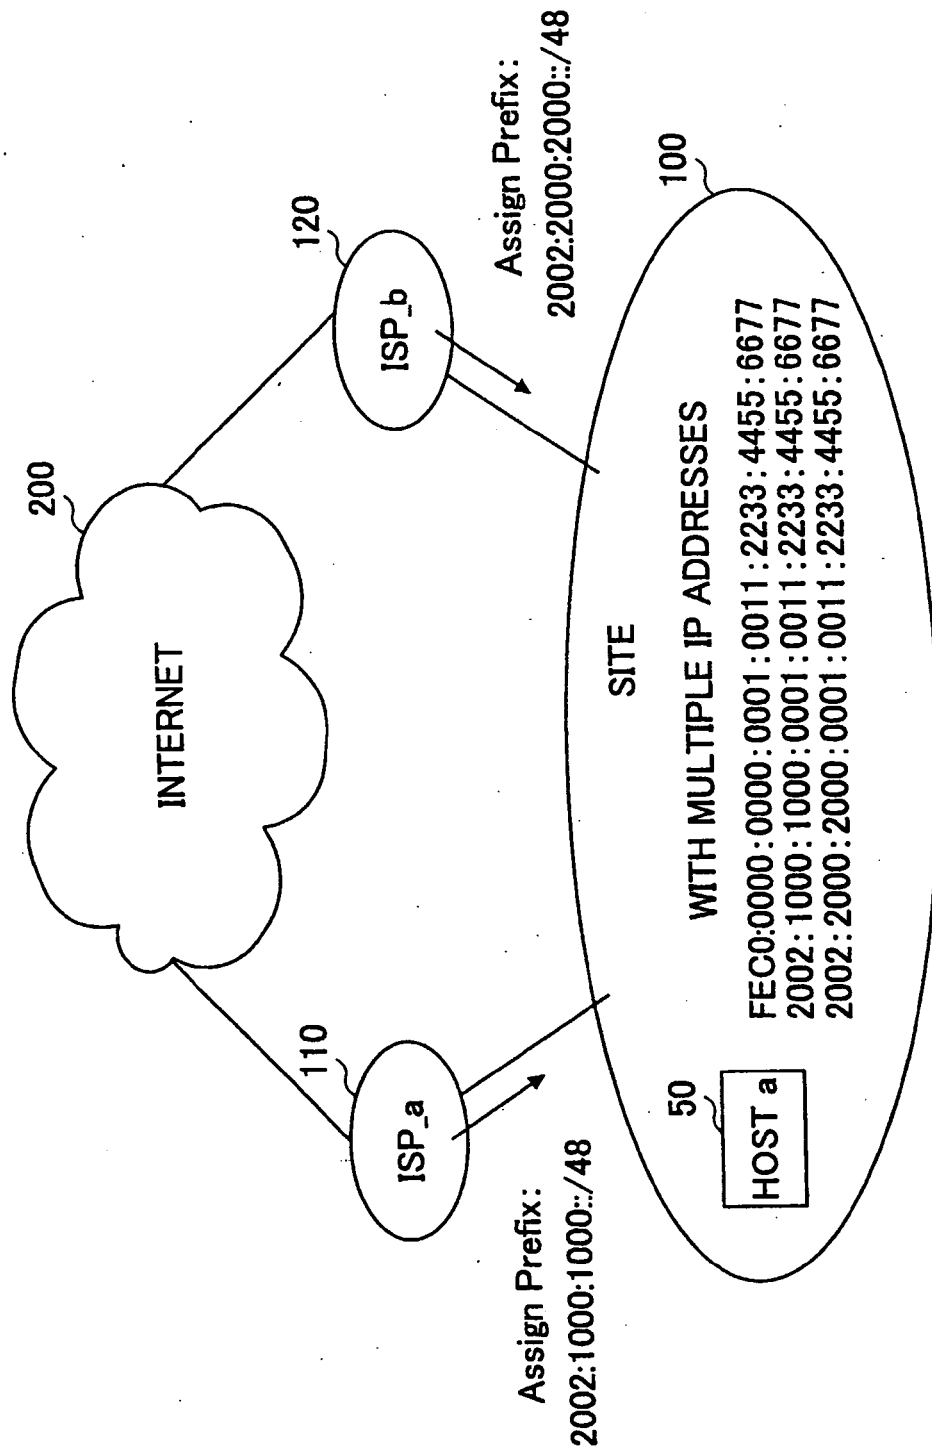 200
INTERNET
110
ISP_a
120
ISP_b
Assign Prefix:
2002:1000:1000::/48
Assign Prefix:
2002:2000:2000::/48
100
SITE
50
HOST a
WITH MULTIPLE IP ADDRESSES
FEC0:0000:0000:0001:0011:2233:4455:6677
2002:1000:1000:0001:0011:2233:4455:6677
2002:2000:2000:0001:0011:2233:4455:6677